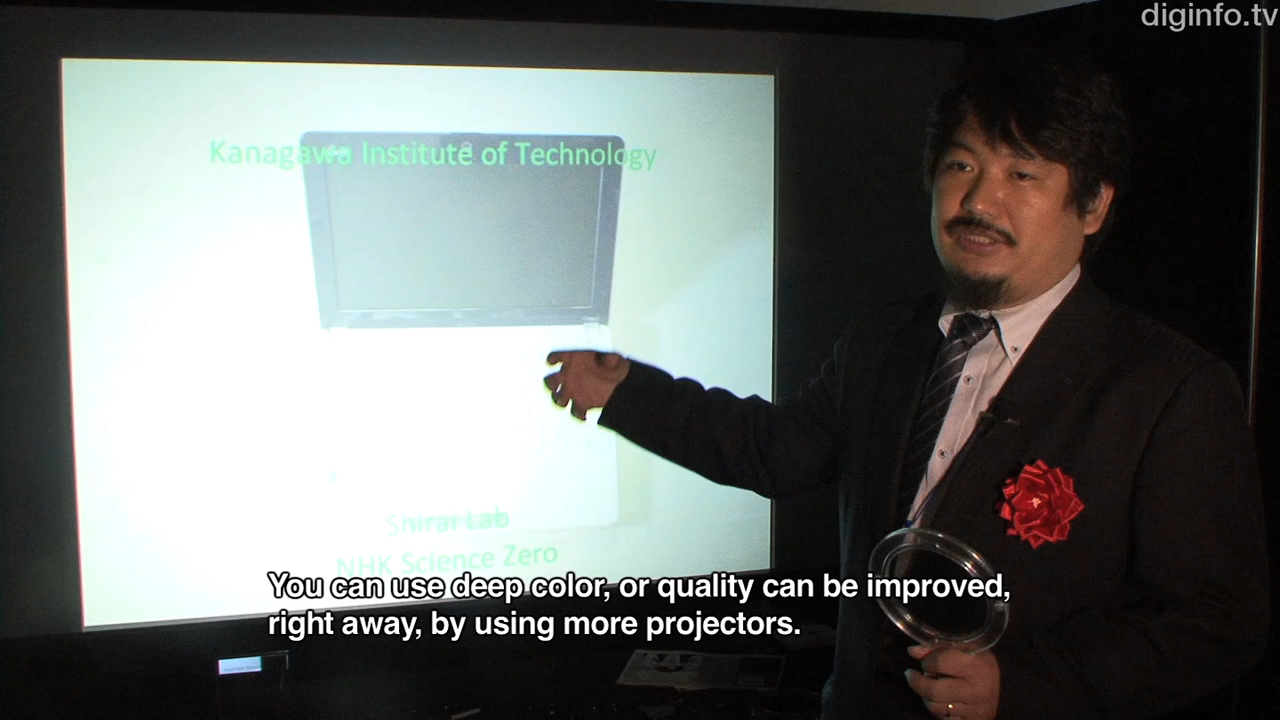 diginfo.tv
Kanagawa Institute of Technology
Shirai Lab
NHK Science Zero
You can use deep color, or quality can be improved,
right away, by using more projectors.